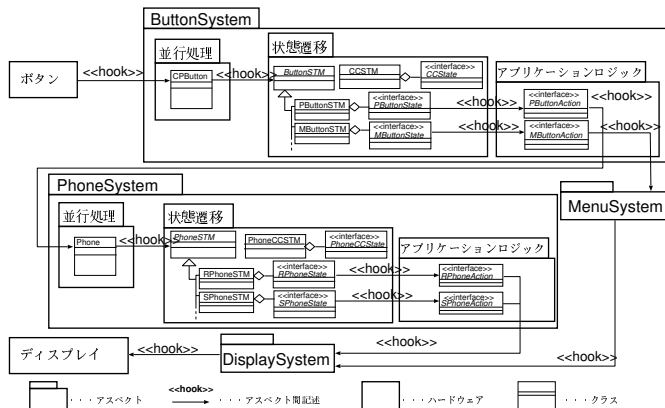 ButtonSystem
並行処理
状態遷移
ボタン
<<hook>>
CPButton
<<hook>>
ButtonSTM
CCSTM
<<interface>>
CCState
アプリケーションロジック
PButtonSTM
<<interface>>
PButtonState
<<hook>>
<<interface>>
PButtonAction
<<hook>>
MButtonSTM
<<interface>>
MButtonState
<<hook>>
<<interface>>
MButtonAction
<<hook>>
PhoneSystem
MenuSystem
並行処理
状態遷移
Phone
<<hook>>
PhoneSTM
PhoneCCSTM
<<interface>>
PhoneCCState
アプリケーションロジック
RPhoneSTM
<<interface>>
RPhoneState
<<hook>>
<<interface>>
RPhoneAction
SPhoneSTM
<<interface>>
SPhoneState
<<hook>>
<<interface>>
SPhoneAction
ディスプレイ
<<hook>>
DisplaySystem
<<hook>>
<<hook>>
・・・アスペクト
<<hook>>
・・・アスペクト間記述
・・・ハードウェア
・・・クラス